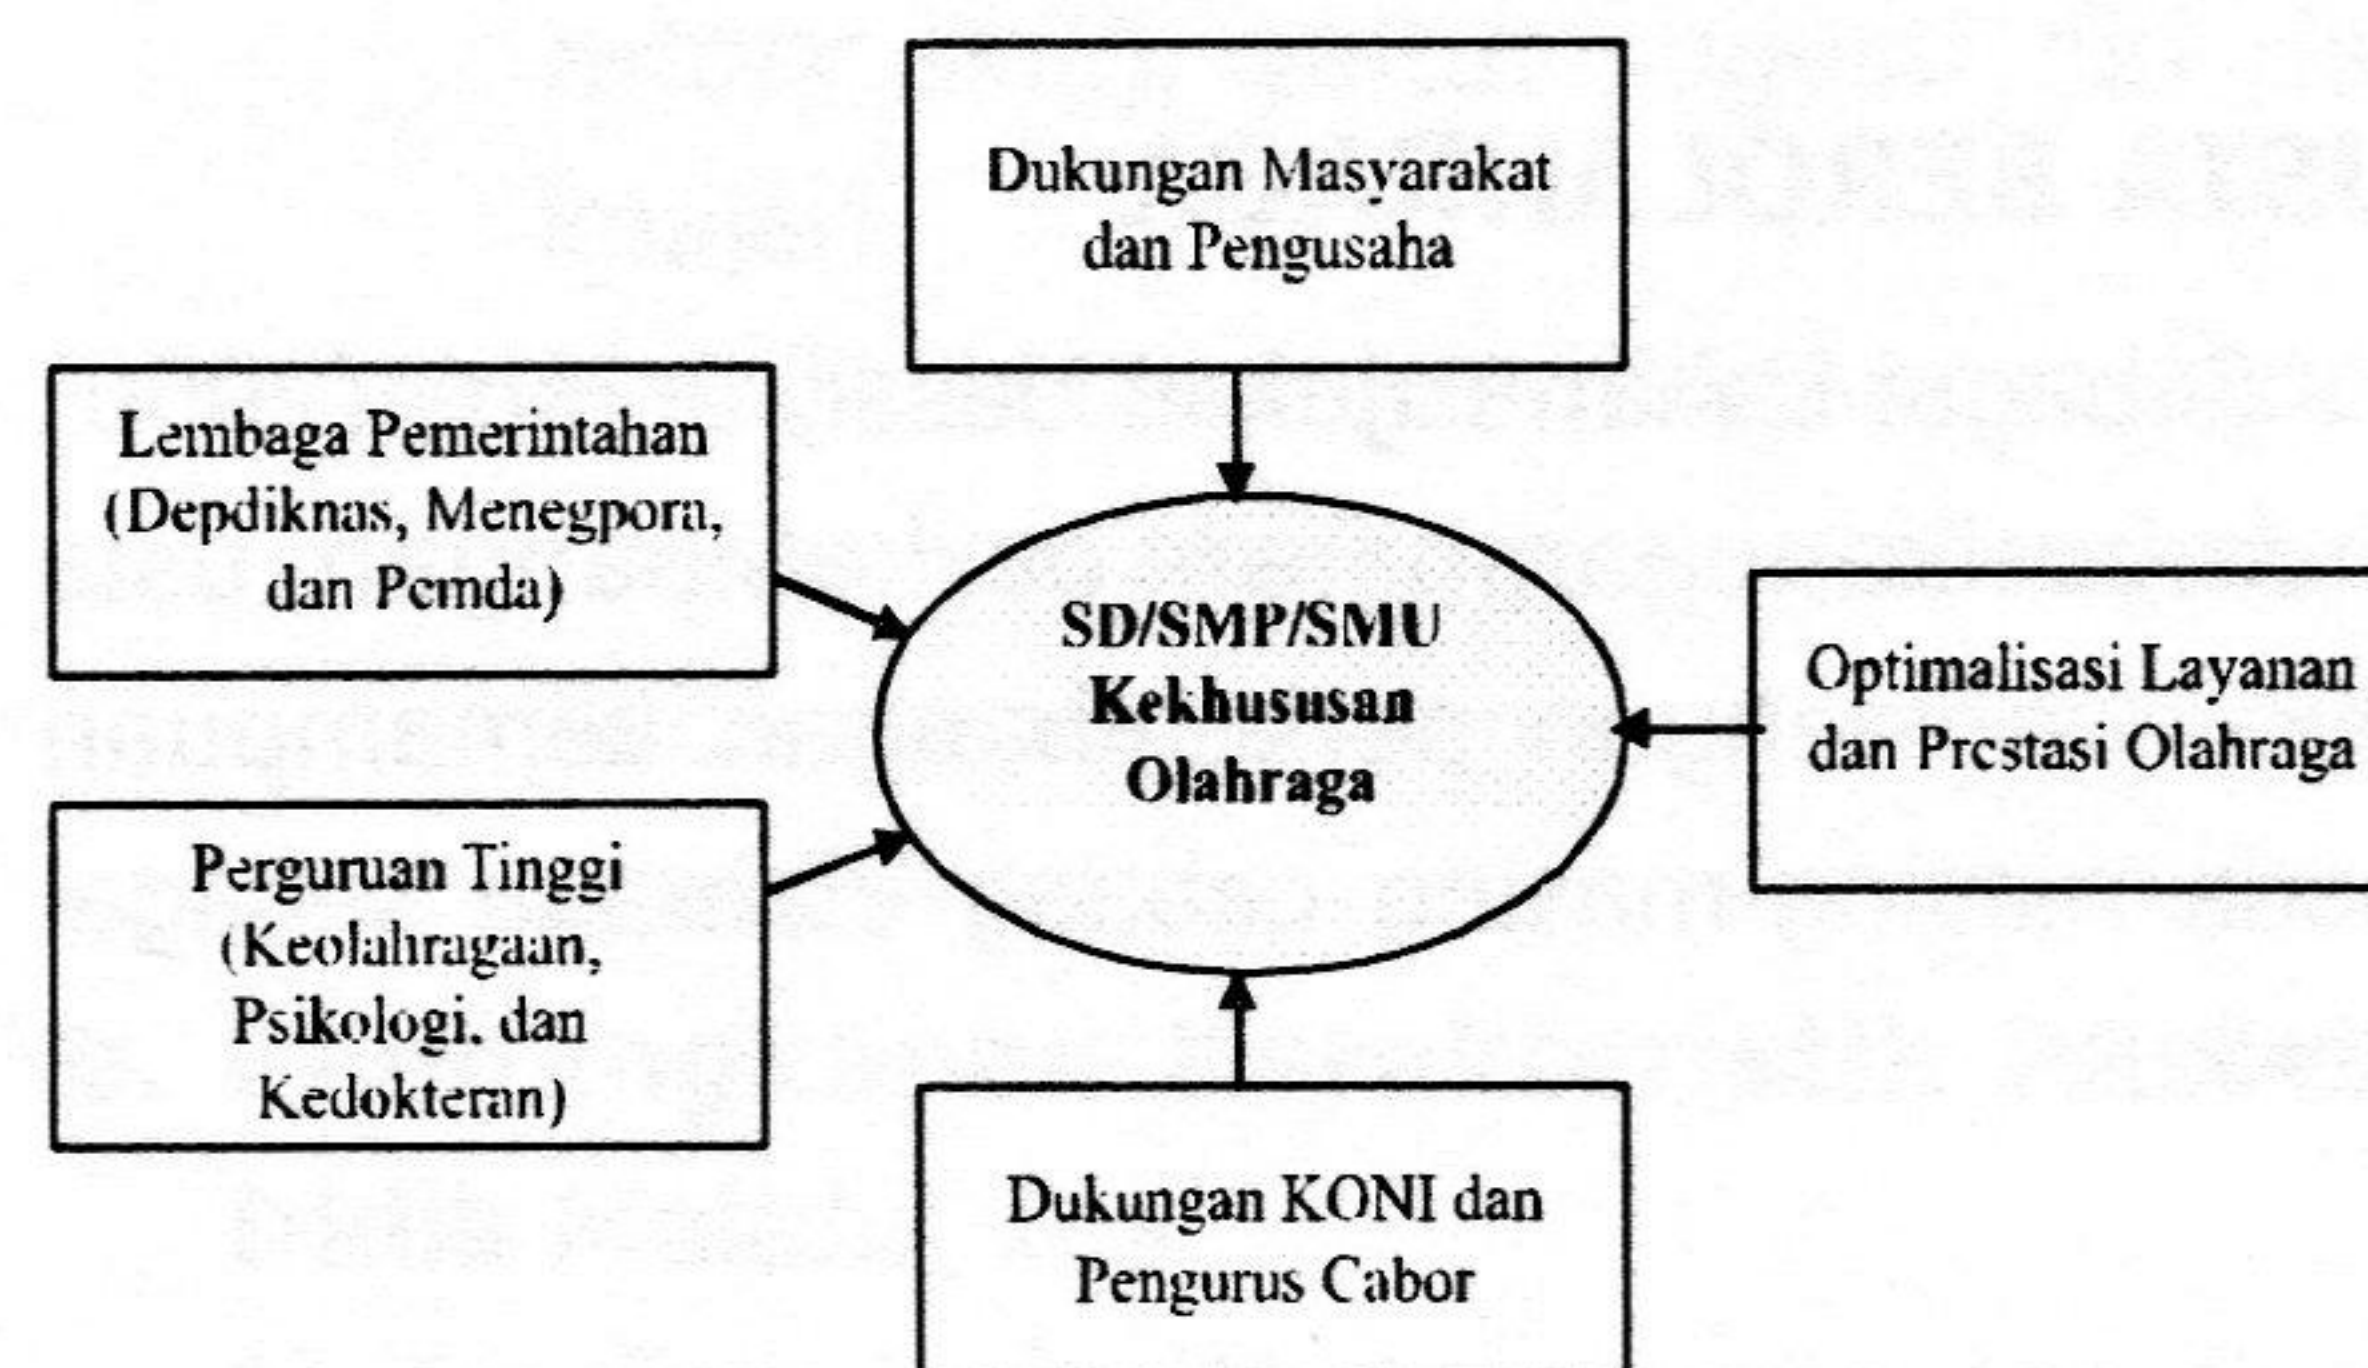 Dukungan Masyarakat
dan Pengusaha
Lembaga Pemerintahan
(Depdiknas, Menegpora,
dan Pemda)
SD/SMP/SMU
Kekhususan
Olahraga
Optimalisasi Layanan
dan Prestasi Olahraga
Perguruan Tinggi
(Keolahragaan,
Psikologi, dan
Kedokteran)
Dukungan KONI dan
Pengurus Cabor